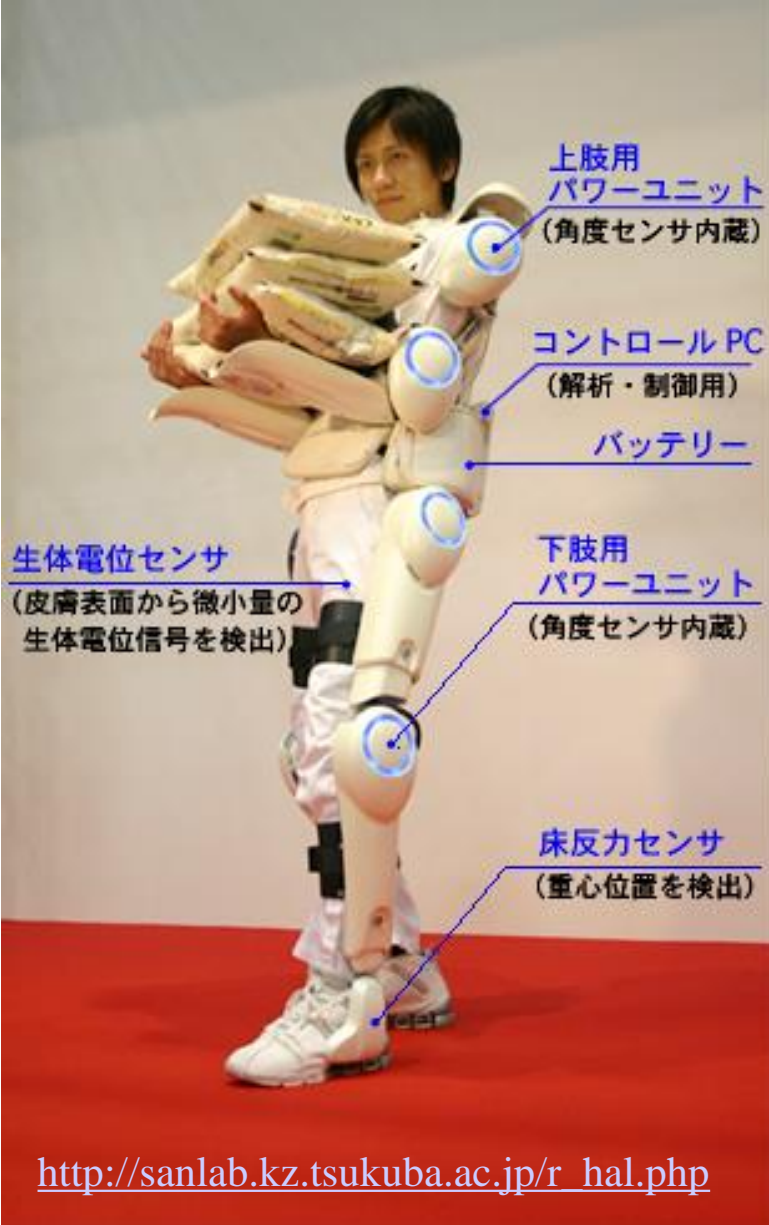 上肢用
パワーユニット
(角度センサ内蔵)
コントロール PC
(解析・制御用)
バッテリー
生体電位センサ
(皮膚表面から微小量の
生体電位信号を検出)
下肢用
パワーユニット
(角度センサ内蔵)
床反力センサ
(重心位置を検出)
http://sanlab.kz.tsukuba.ac.jp/r_hal.php